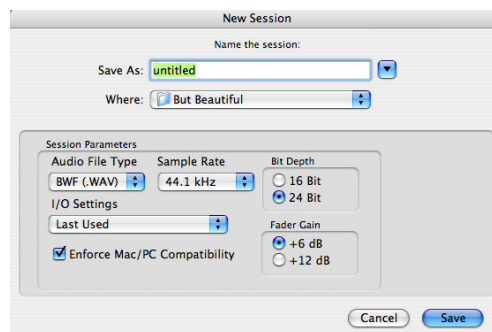 New Session
Name the session:
Save As: untitled
Where: But Beautiful
Session Parameters
Audio File Type Sample Rate Bit Depth
BWF (.WAV) 44.1 kHz 16 Bit
24 Bit
I/O Settings
Last Used Fader Gain
+6 dB
Enforce Mac/PC Compatibility +12 dB
Cancel Save